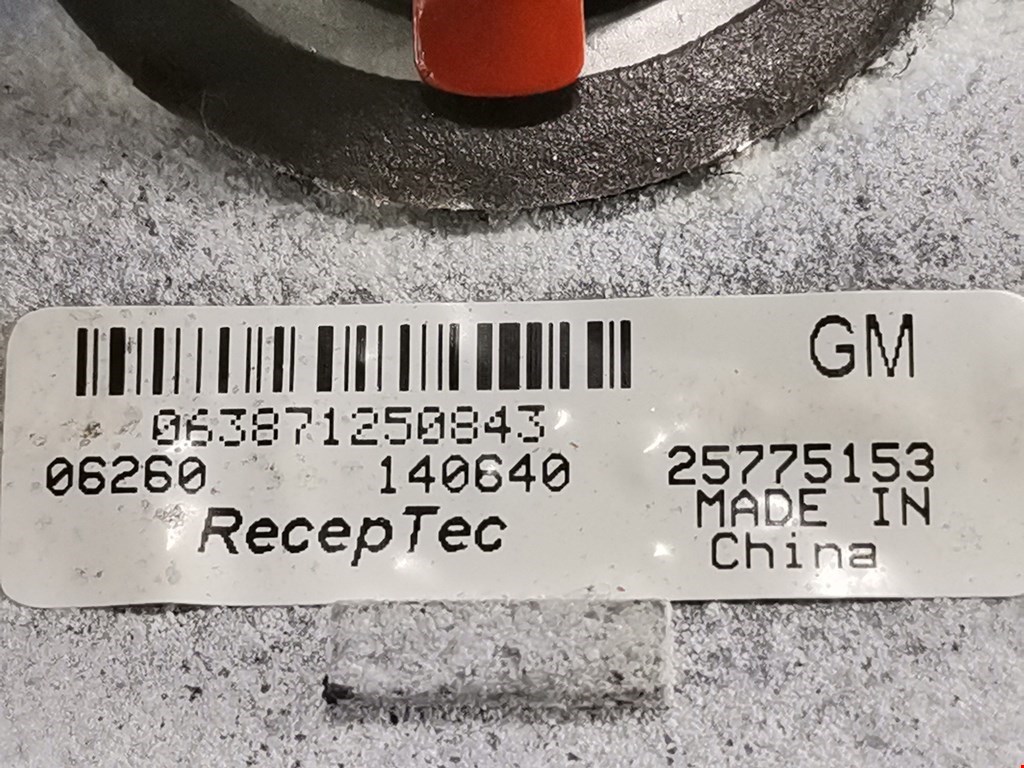 GM
063871250843
06260 140640 25775153
RecepTec MADE IN
China